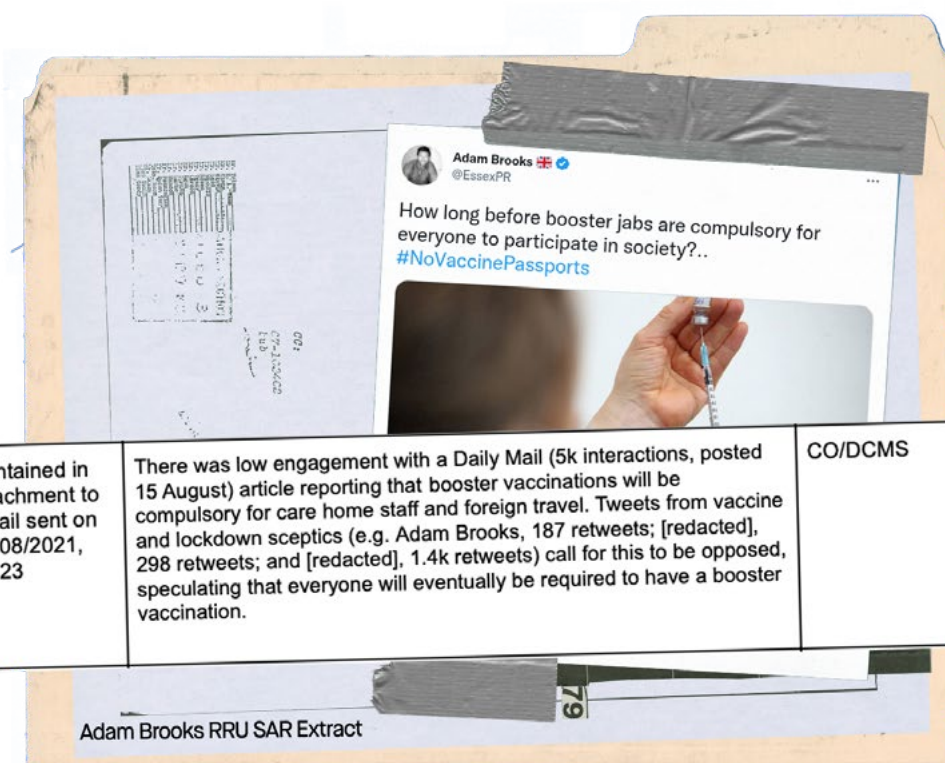 Adam Brooks
@EssexPR
How long before booster jabs are compulsory for
everyone to participate in society?..
#NoVaccinePassports
CC:
ntained in
achment to
ail sent on
08/2021,
23
There was low engagement with a Daily Mail (5k interactions, posted
15 August) article reporting that booster vaccinations will be
compulsory for care home staff and foreign travel. Tweets from vaccine
and lockdown sceptics (e.g. Adam Brooks, 187 retweets; [redacted],
298 retweets; and [redacted], 1.4k retweets) call for this to be opposed,
speculating that everyone will eventually be required to have a booster
vaccination.
CO/DCMS
79
Adam Brooks RRU SAR Extract